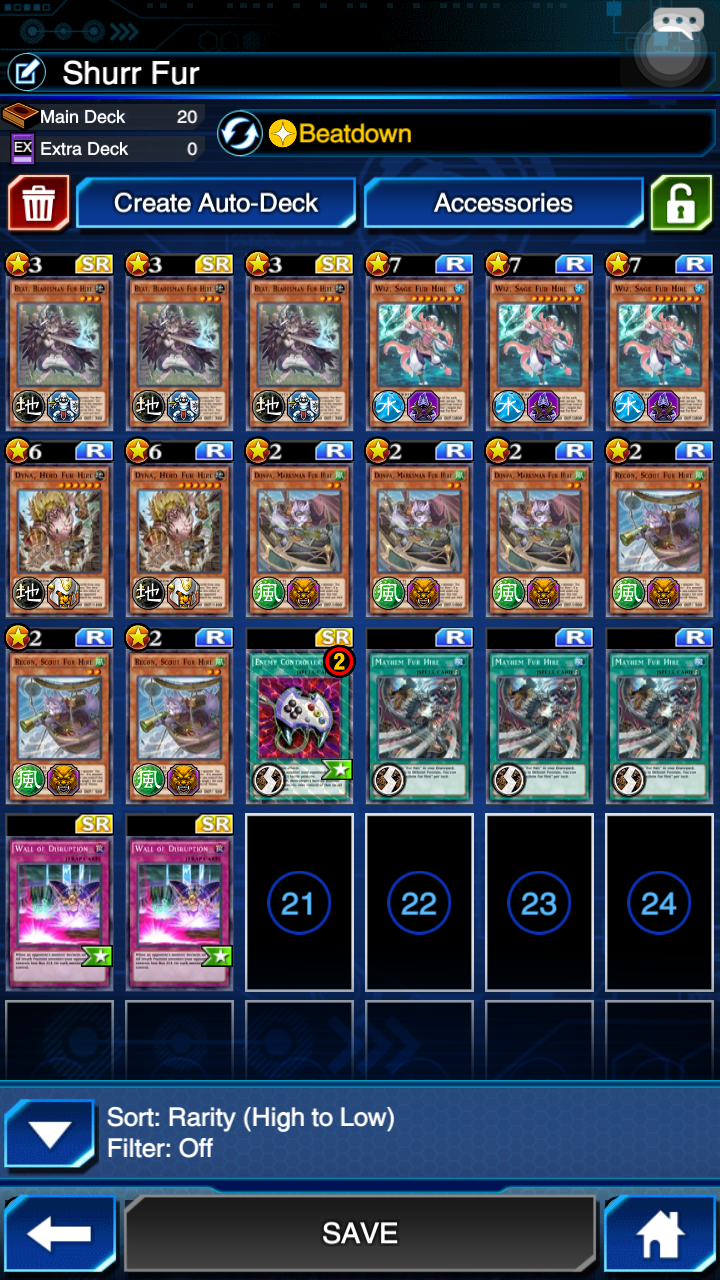 Shurr Fur
Main Deck 20
EX Extra Deck 0
Beatdown
Create Auto-Deck
Accessories
3 SR 3 SR 3 SR 7 R 7 R 7 R
Beat, Bladesman Fur Hire Beat, Bladesman Fur Hire Beat, Bladesman Fur Hire Wiz, Sage Fur Hire Wiz, Sage Fur Hire Wiz, Sage Fur Hire
地 地 地 水 水 水
6 R 6 R 2 R 2 R 2 R 2 R
Dyna, Hero Fur Hire Dyna, Hero Fur Hire Donpa, Marksman Fur Hire Donpa, Marksman Fur Hire Donpa, Marksman Fur Hire Recon, Scout Fur Hire
地 地 風 風 風 風
2 R 2 R SR R R R
Recon, Scout Fur Hire Recon, Scout Fur Hire Enemy Controller 2 Mayhem Fur Hire Mayhem Fur Hire Mayhem Fur Hire
風 風
SR SR
Wall of Disruption Wall of Disruption
21 22 23 24
Sort: Rarity (High to Low)
Filter: Off
SAVE